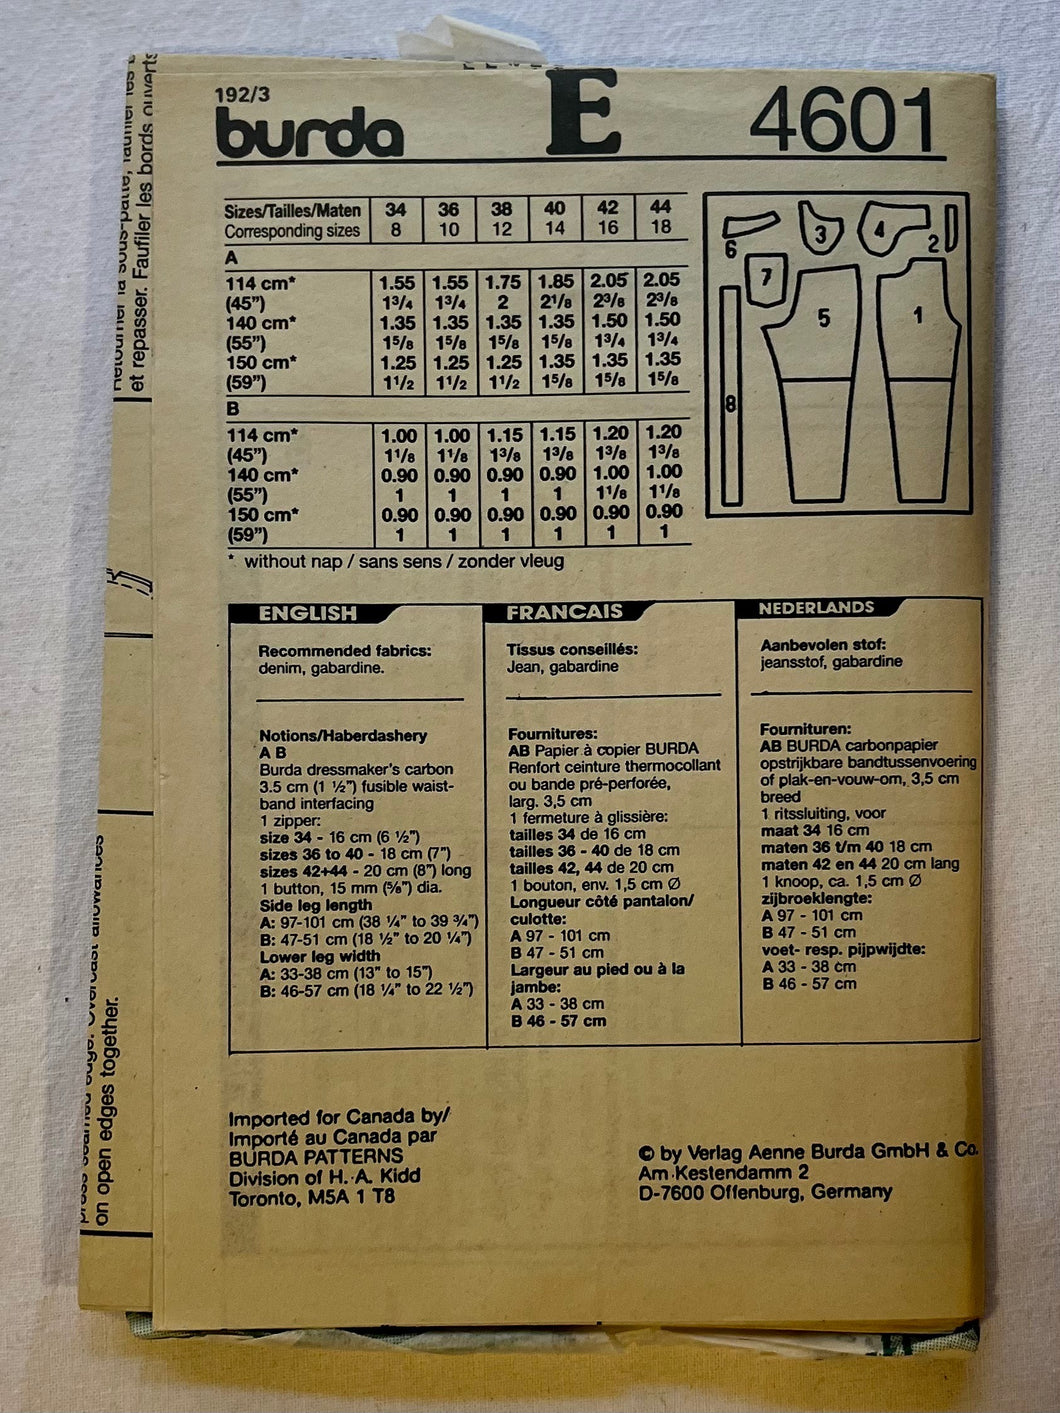 Retourner la sous-patte, faufiler les
et repasser. Faufiler les bords ouverts
press seamed edge. Overcast allowances
on open edges together.
192/3
burda E 4601
Sizes/Tailles/Maten 34 36 38 40 42 44
Corresponding sizes 8 10 12 14 16 18
A
114 cm* 1.55 1.55 1.75 1.85 2.05 2.05
(45") 1³/₄ 1³/₄ 2 2¹/₈ 2³/₈ 2³/₈
140 cm* 1.35 1.35 1.35 1.35 1.50 1.50
(55") 1⁵/₈ 1⁵/₈ 1⁵/₈ 1⁵/₈ 1³/₄ 1³/₄
150 cm* 1.25 1.25 1.25 1.35 1.35 1.35
(59") 1¹/₂ 1¹/₂ 1¹/₂ 1⁵/₈ 1⁵/₈ 1⁵/₈
B
114 cm* 1.00 1.00 1.15 1.15 1.20 1.20
(45") 1¹/₈ 1¹/₈ 1³/₈ 1³/₈ 1³/₈ 1³/₈
140 cm* 0.90 0.90 0.90 0.90 1.00 1.00
(55") 1 1 1 1 1¹/₈ 1¹/₈
150 cm* 0.90 0.90 0.90 0.90 0.90 0.90
(59") 1 1 1 1 1 1
* without nap / sans sens / zonder vleug
6 3 4 2
7
5 1
8
ENGLISH
Recommended fabrics:
denim, gabardine.
Notions/Haberdashery
A B
Burda dressmaker's carbon
3.5 cm (1 ½") fusible waist-
band interfacing
1 zipper:
size 34 - 16 cm (6 ½")
sizes 36 to 40 - 18 cm (7")
sizes 42+44 - 20 cm (8") long
1 button, 15 mm (⅝") dia.
Side leg length
A: 97-101 cm (38 ¼" to 39 ¾")
B: 47-51 cm (18 ½" to 20 ¼")
Lower leg width
A: 33-38 cm (13" to 15")
B: 46-57 cm (18 ¼" to 22 ½")
FRANCAIS
Tissus conseillés:
Jean, gabardine
Fournitures:
AB Papier à copier BURDA
Renfort ceinture thermocollant
ou bande pré-perforée,
larg. 3,5 cm
1 fermeture à glissière:
tailles 34 de 16 cm
tailles 36 - 40 de 18 cm
tailles 42, 44 de 20 cm
1 bouton, env. 1,5 cm Ø
Longueur côté pantalon/
culotte:
A 97 - 101 cm
B 47 - 51 cm
Largeur au pied ou à la
jambe:
A 33 - 38 cm
B 46 - 57 cm
NEDERLANDS
Aanbevolen stof:
jeansstof, gabardine
Fournituren:
AB BURDA carbonpapier
opstrijkbare bandtussenvoering
of plak-en-vouw-om, 3,5 cm
breed
1 ritssluiting, voor
maat 34 16 cm
maten 36 t/m 40 18 cm
maten 42 en 44 20 cm lang
1 knoop, ca. 1,5 cm Ø
zijbroeklengte:
A 97 - 101 cm
B 47 - 51 cm
voet- resp. pijpwijdte:
A 33 - 38 cm
B 46 - 57 cm
Imported for Canada by/
Importé au Canada par
BURDA PATTERNS
Division of H. A. Kidd
Toronto, M5A 1 T8
© by Verlag Aenne Burda GmbH & Co.
Am Kestendamm 2
D-7600 Offenburg, Germany